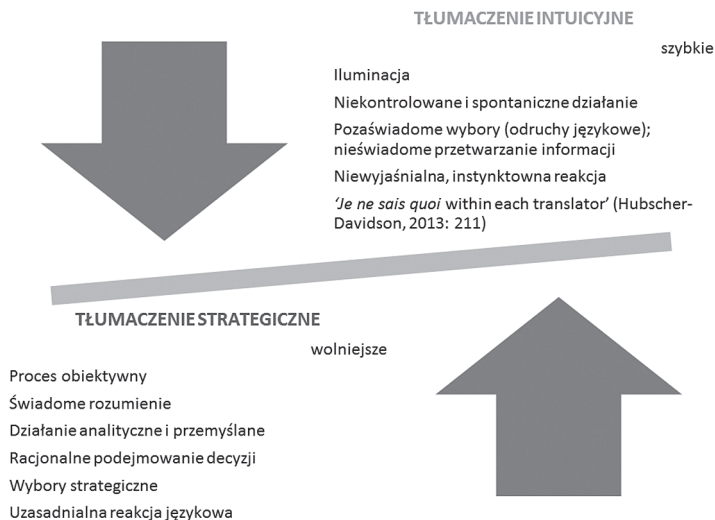 TŁUMACZENIE INTUICYJNE
szybkie
Iluminacja
Niekontrolowane i spontaniczne działanie
Pozaświadome wybory (odruchy językowe);
nieświadome przetwarzanie informacji
Niewyjaśnialna, instynktowna reakcja
‘Je ne sais quoi within each translator’ (Hubscher-
Davidson, 2013: 211)
TŁUMACZENIE STRATEGICZNE
wolniejsze
Proces obiektywny
Świadome rozumienie
Działanie analityczne i przemyślane
Racjonalne podejmowanie decyzji
Wybory strategiczne
Uzasadnialna reakcja językowa